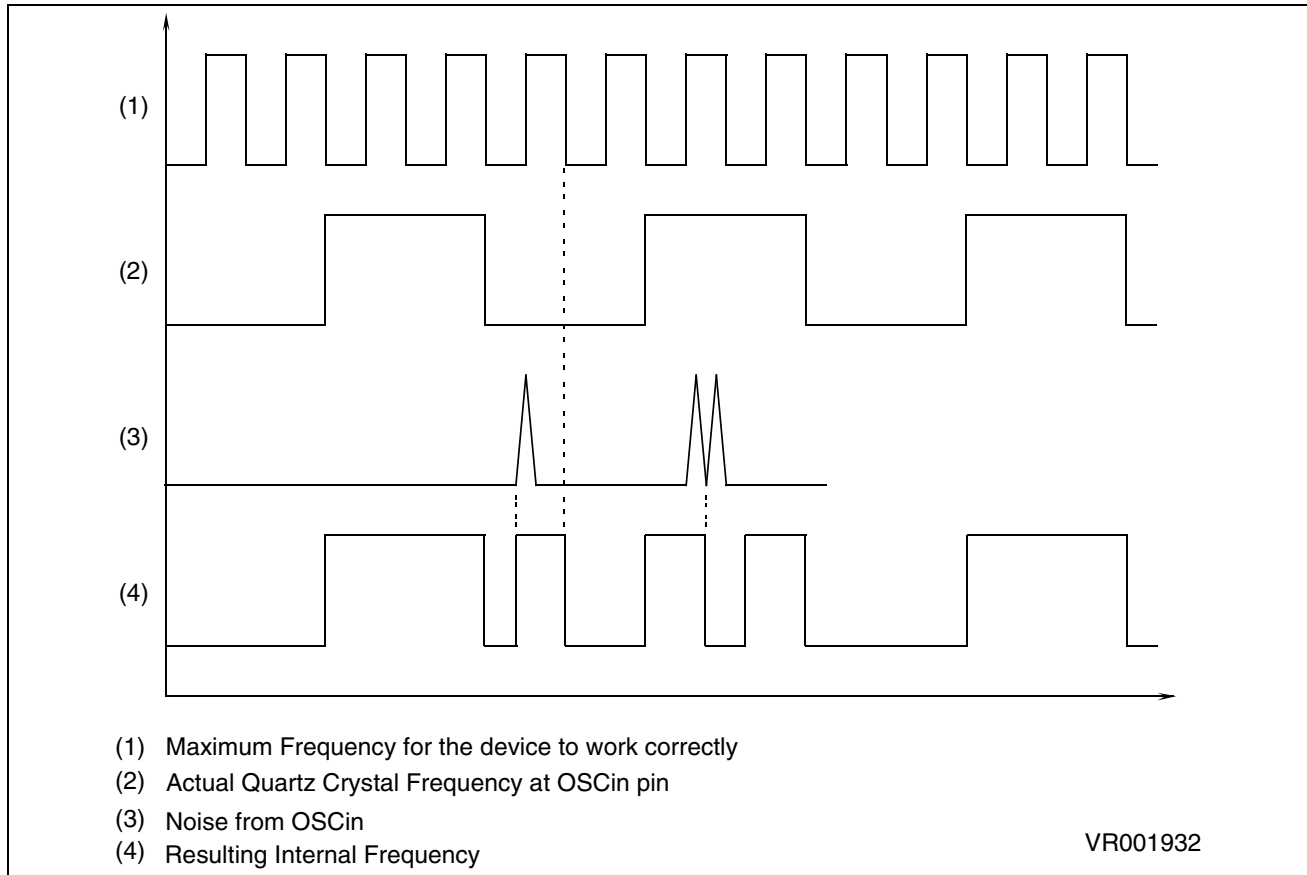 (1)
(2)
(3)
(4)
(1) Maximum Frequency for the device to work correctly
(2) Actual Quartz Crystal Frequency at OSCin pin
(3) Noise from OSCin
(4) Resulting Internal Frequency
VR001932